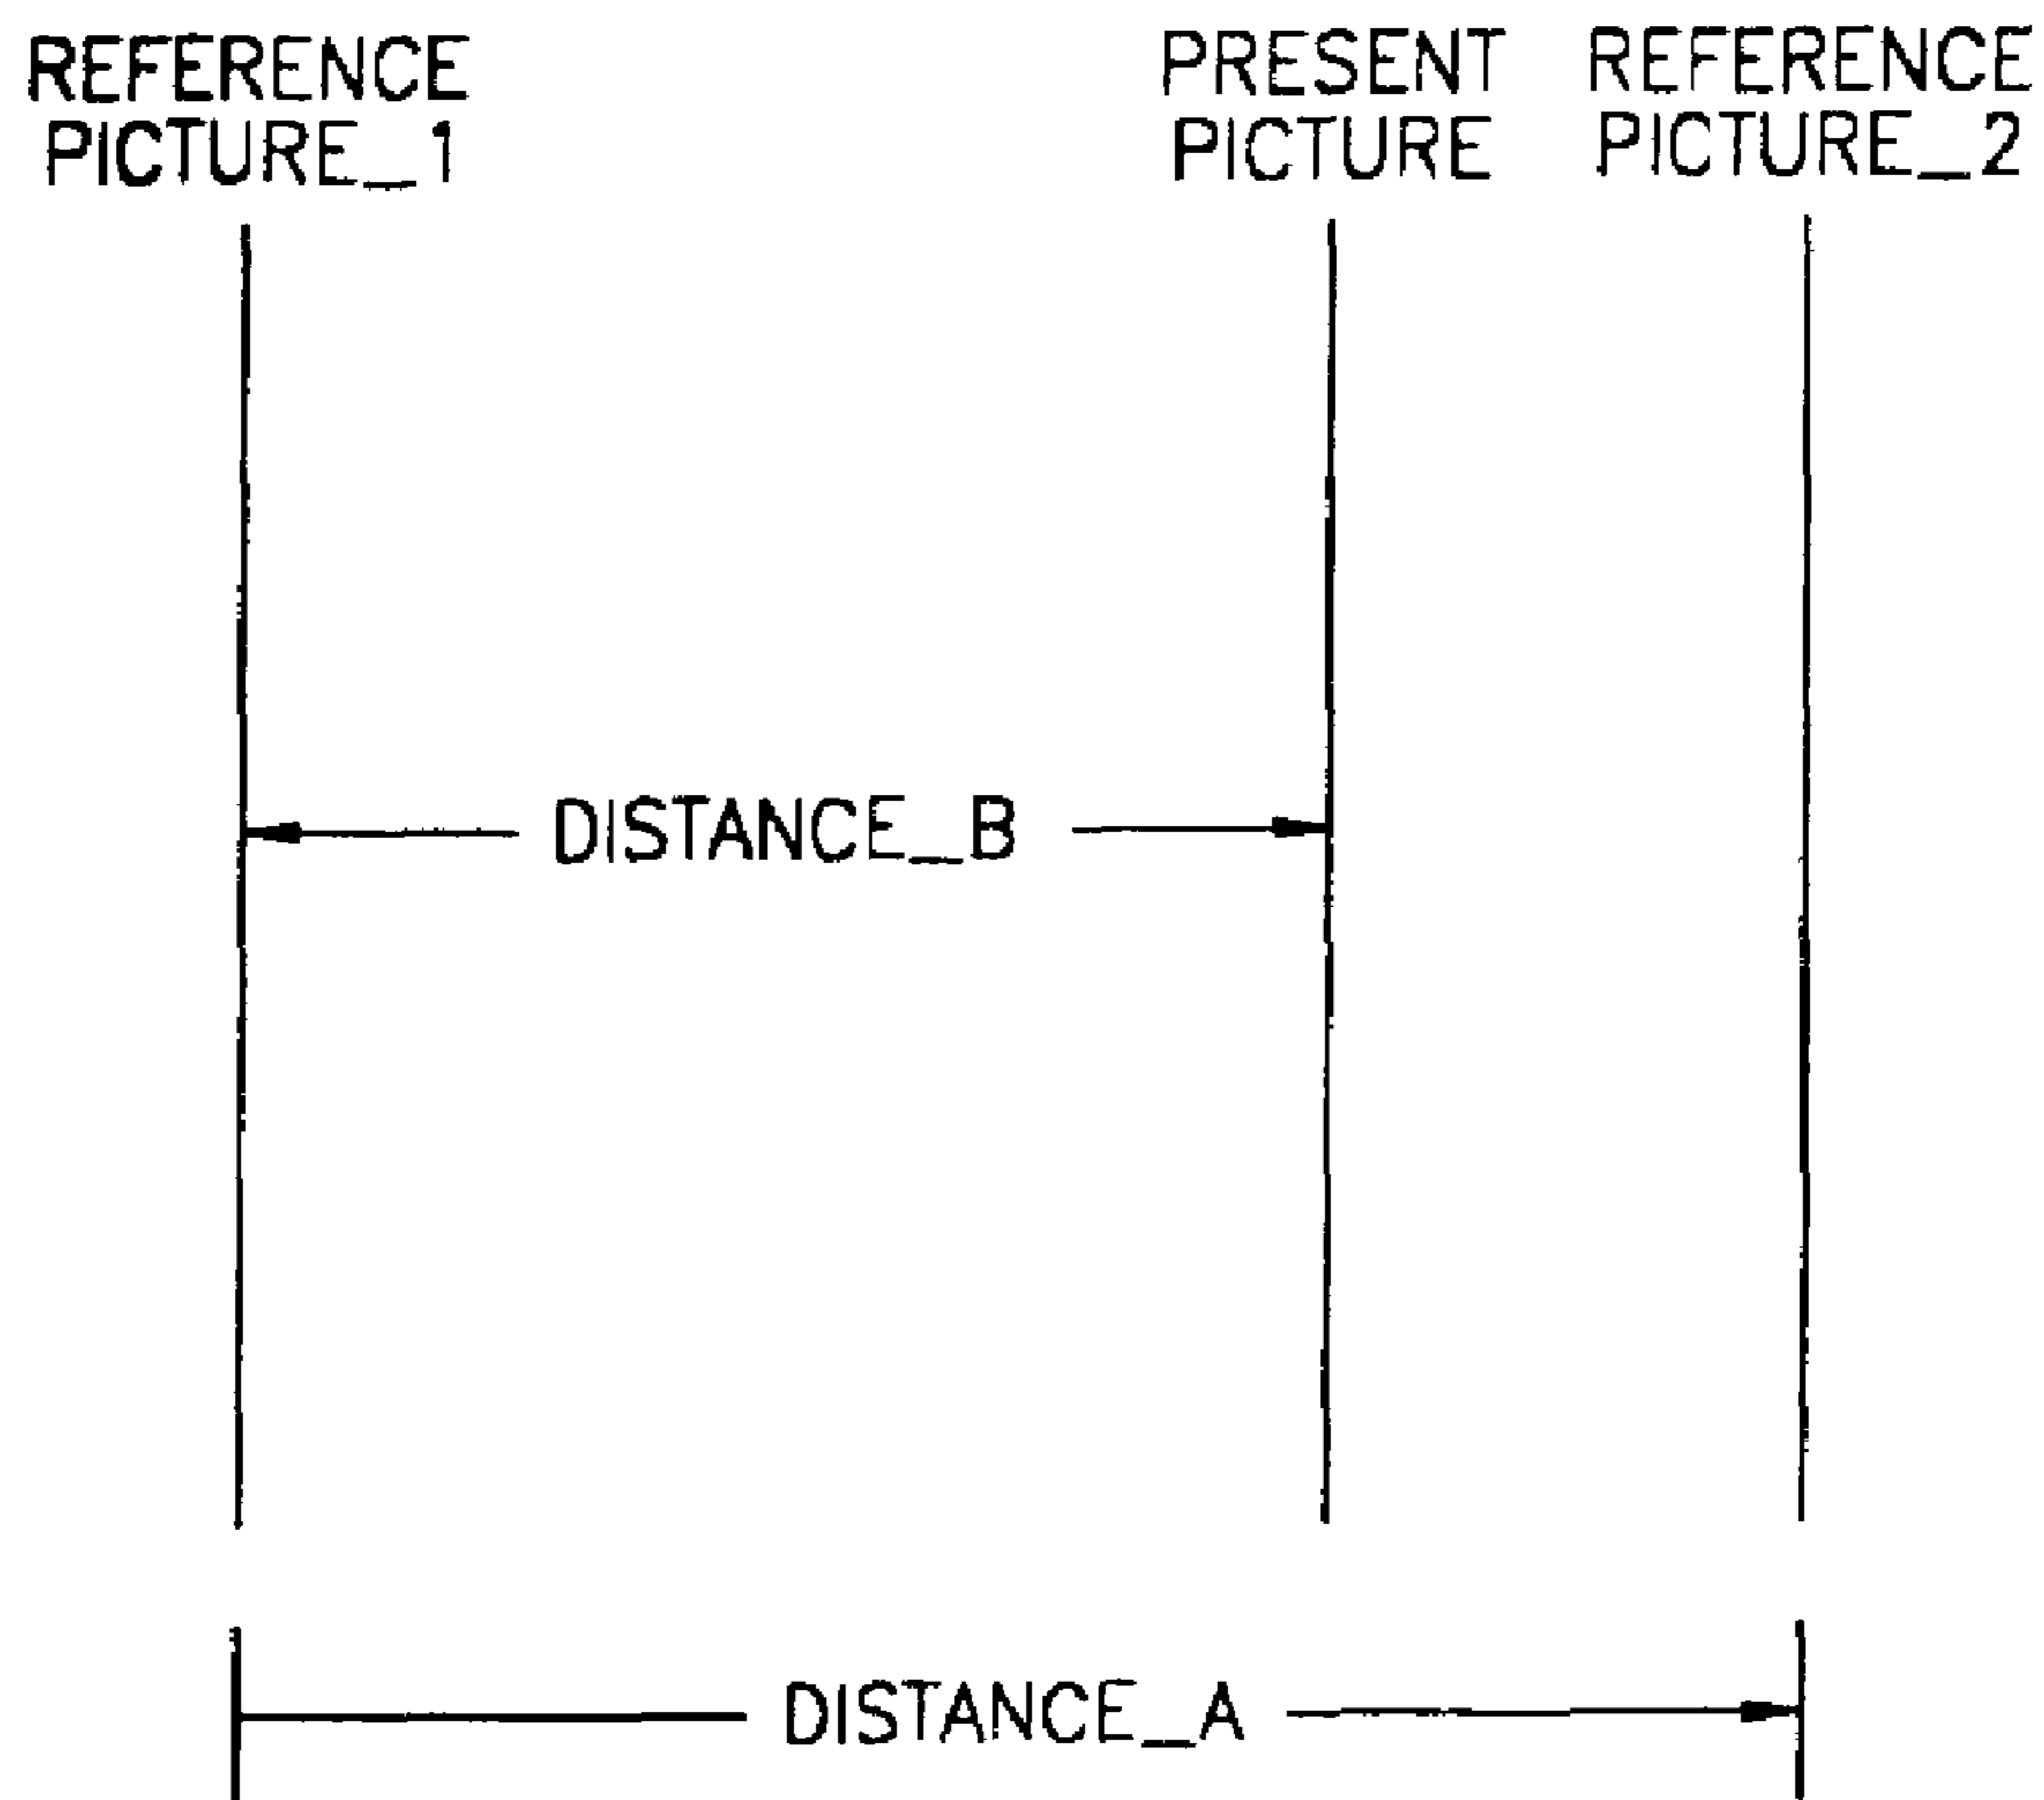 REFERENCE
PICTURE_1
PRESENT
PICTURE
REFERENCE
PICTURE_2
DISTANCE_B
DISTANCE_A